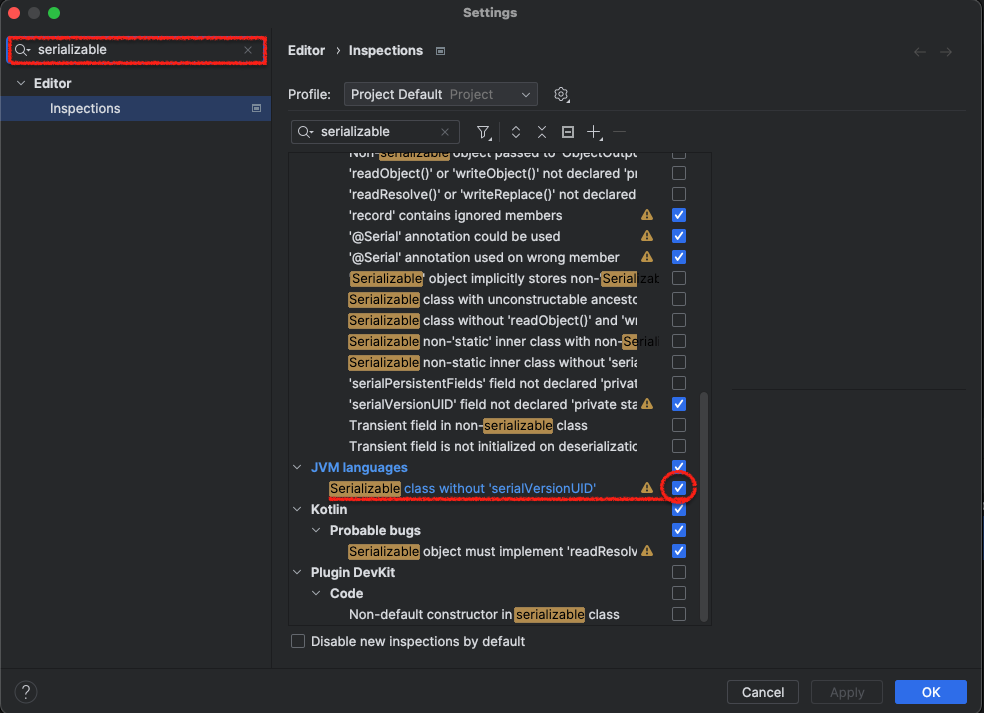 Settings
serializable
Editor
Inspections
Editor › Inspections
Profile: Project Default Project
serializable
Non-serializable object passed to 'ObjectOutp
'readObject()' or 'writeObject()' not declared 'pr
'readResolve()' or 'writeReplace()' not declared
'record' contains ignored members
'@Serial' annotation could be used
'@Serial' annotation used on wrong member
'Serializable' object implicitly stores non-'Serializab
Serializable class with unconstructable ancesto
Serializable class without 'readObject()' and 'wr
Serializable non-'static' inner class with non-Seriali
Serializable non-static inner class without 'seria
'serialPersistentFields' field not declared 'privat
'serialVersionUID' field not declared 'private sta
Transient field in non-serializable class
Transient field is not initialized on deserializatio
JVM languages
Serializable class without 'serialVersionUID'
Kotlin
Probable bugs
Serializable object must implement 'readResolv
Plugin DevKit
Code
Non-default constructor in serializable class
Disable new inspections by default
?
Cancel
Apply
OK